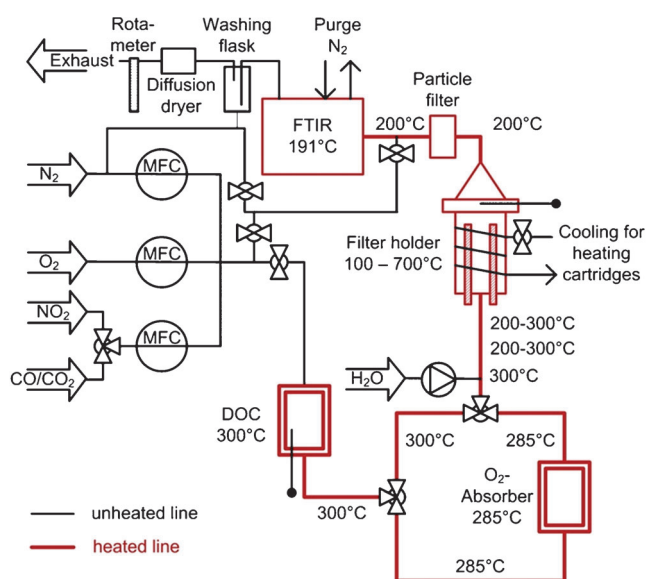 Rota-
meter
Washing
flask
Purge
N2
Exhaust
Diffusion
dryer
Particle
filter
FTIR
191°C
200°C
200°C
N2
MFC
O2
MFC
Filter holder
100 – 700°C
Cooling for
heating
cartridges
NO2
MFC
CO/CO2
200-300°C
200-300°C
H2O
300°C
DOC
300°C
300°C
285°C
O2-
Absorber
285°C
300°C
unheated line
heated line
285°C